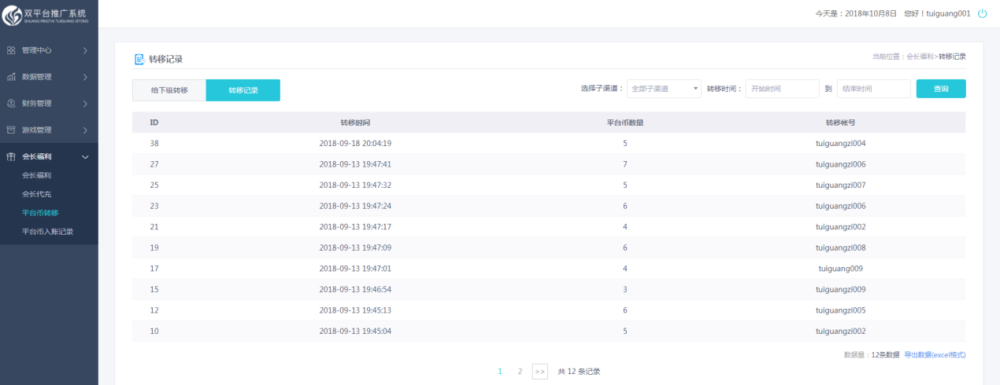 双平台推广系统
SHUANG PINGTAI TUIGUANG XITONG
今天是：2018年10月8日 您好！tuiguang001
管理中心
数据管理
财务管理
游戏管理
会长福利
会长福利
会长代充
平台币转移
平台币入账记录
转移记录
当前位置：会长福利>转移记录
给下级转移 转移记录 选择子渠道： 全部子渠道 转移时间： 开始时间 到 结束时间 查询
ID 转移时间 平台币数量 转移帐号
38 2018-09-18 20:04:19 5 tuiguangzi004
27 2018-09-13 19:47:41 7 tuiguangzi006
25 2018-09-13 19:47:32 5 tuiguangzi007
23 2018-09-13 19:47:24 6 tuiguangzi006
21 2018-09-13 19:47:17 4 tuiguangzi002
19 2018-09-13 19:47:09 6 tuiguangzi008
17 2018-09-13 19:47:01 4 tuiguang009
15 2018-09-13 19:46:54 3 tuiguangzi009
12 2018-09-13 19:45:13 6 tuiguangzi005
10 2018-09-13 19:45:04 5 tuiguangzi002
数据量：12条数据 导出数据(excel格式)
1 2 >> 共 12 条记录